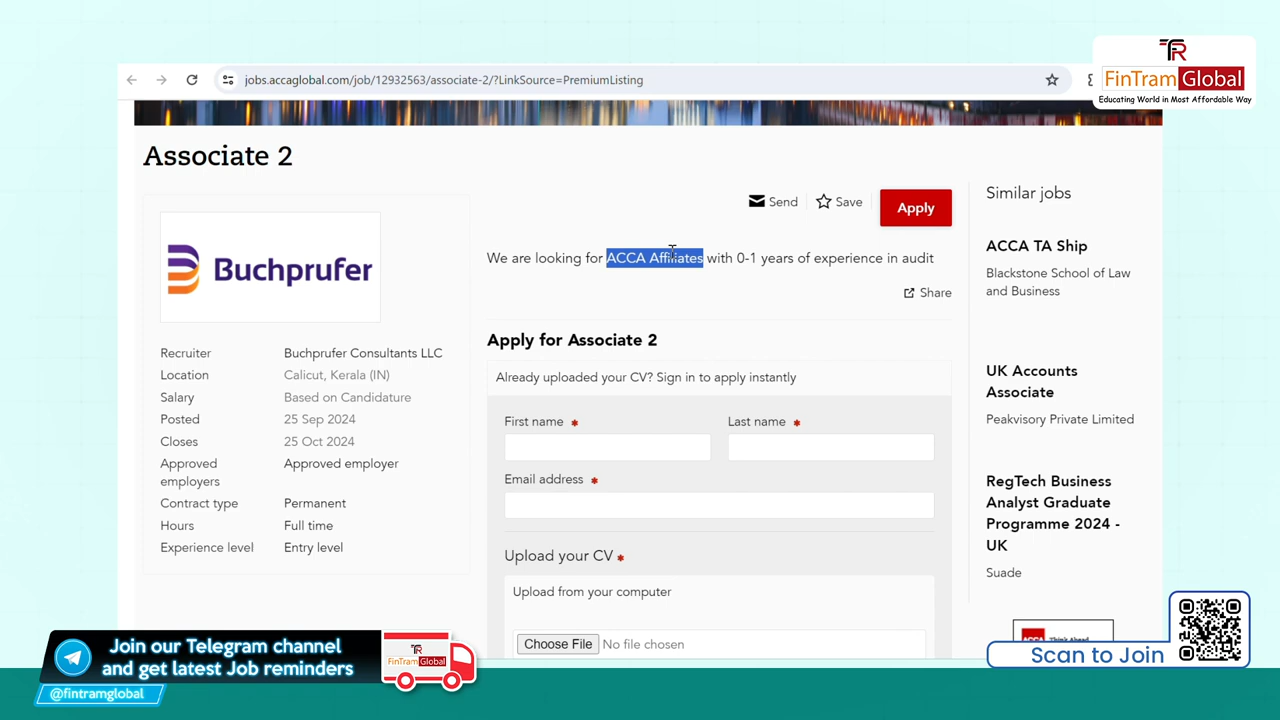 TR
FinTram Global
Educating World in Most Affordable Way
jobs.accaglobal.com/job/12932563/associate-2/?LinkSource=PremiumListing
Associate 2
Send
Save
Apply
Similar jobs
Buchprufer
We are looking for ACCA Affiliates with 0-1 years of experience in audit
Share
ACCA TA Ship
Blackstone School of Law
and Business
Recruiter Buchprufer Consultants LLC
Location Calicut, Kerala (IN)
Salary Based on Candidature
Posted 25 Sep 2024
Closes 25 Oct 2024
Approved employers Approved employer
Contract type Permanent
Hours Full time
Experience level Entry level
Apply for Associate 2
Already uploaded your CV? Sign in to apply instantly
First name *
Last name *
Email address *
Upload your CV *
Upload from your computer
Choose File No file chosen
UK Accounts
Associate
Peakvisory Private Limited
RegTech Business
Analyst Graduate
Programme 2024 -
UK
Suade
ACCA Think Ahead
Join our Telegram channel
and get latest Job reminders
@fintramglobal
FinTram Global
Scan to Join